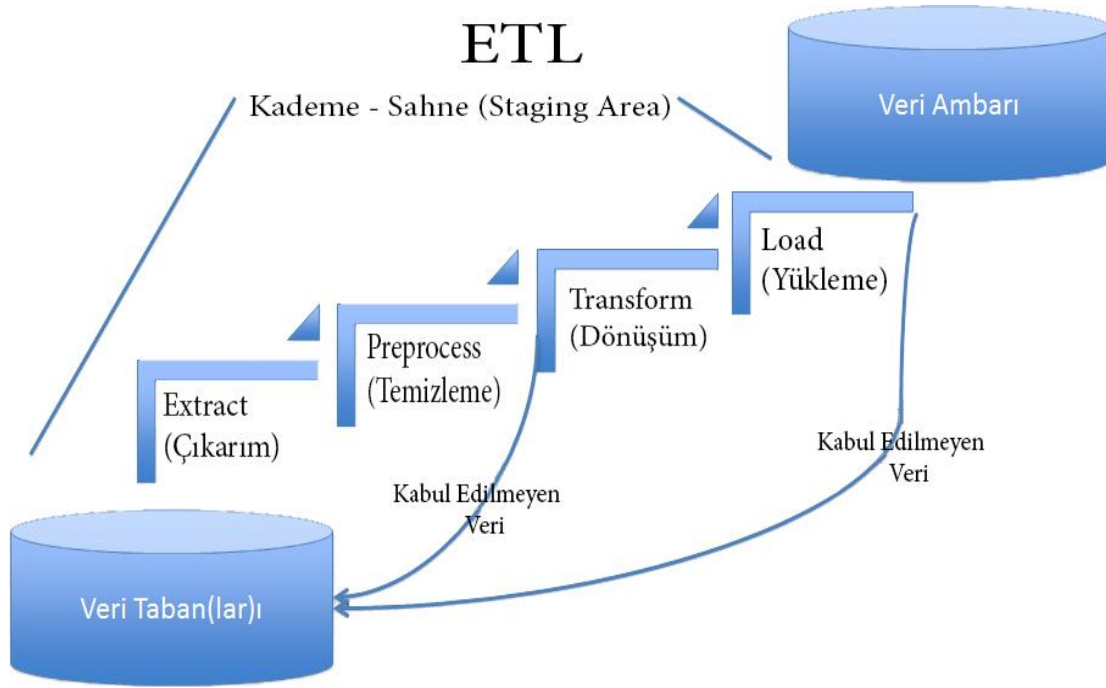 ETL
Kademe - Sahne (Staging Area)
Veri Ambarı
Load
(Yükleme)
Transform
(Dönüşüm)
Preprocess
(Temizleme)
Extract
(Çıkarım)
Kabul Edilmeyen
Veri
Kabul Edilmeyen
Veri
Veri Taban(lar)ı